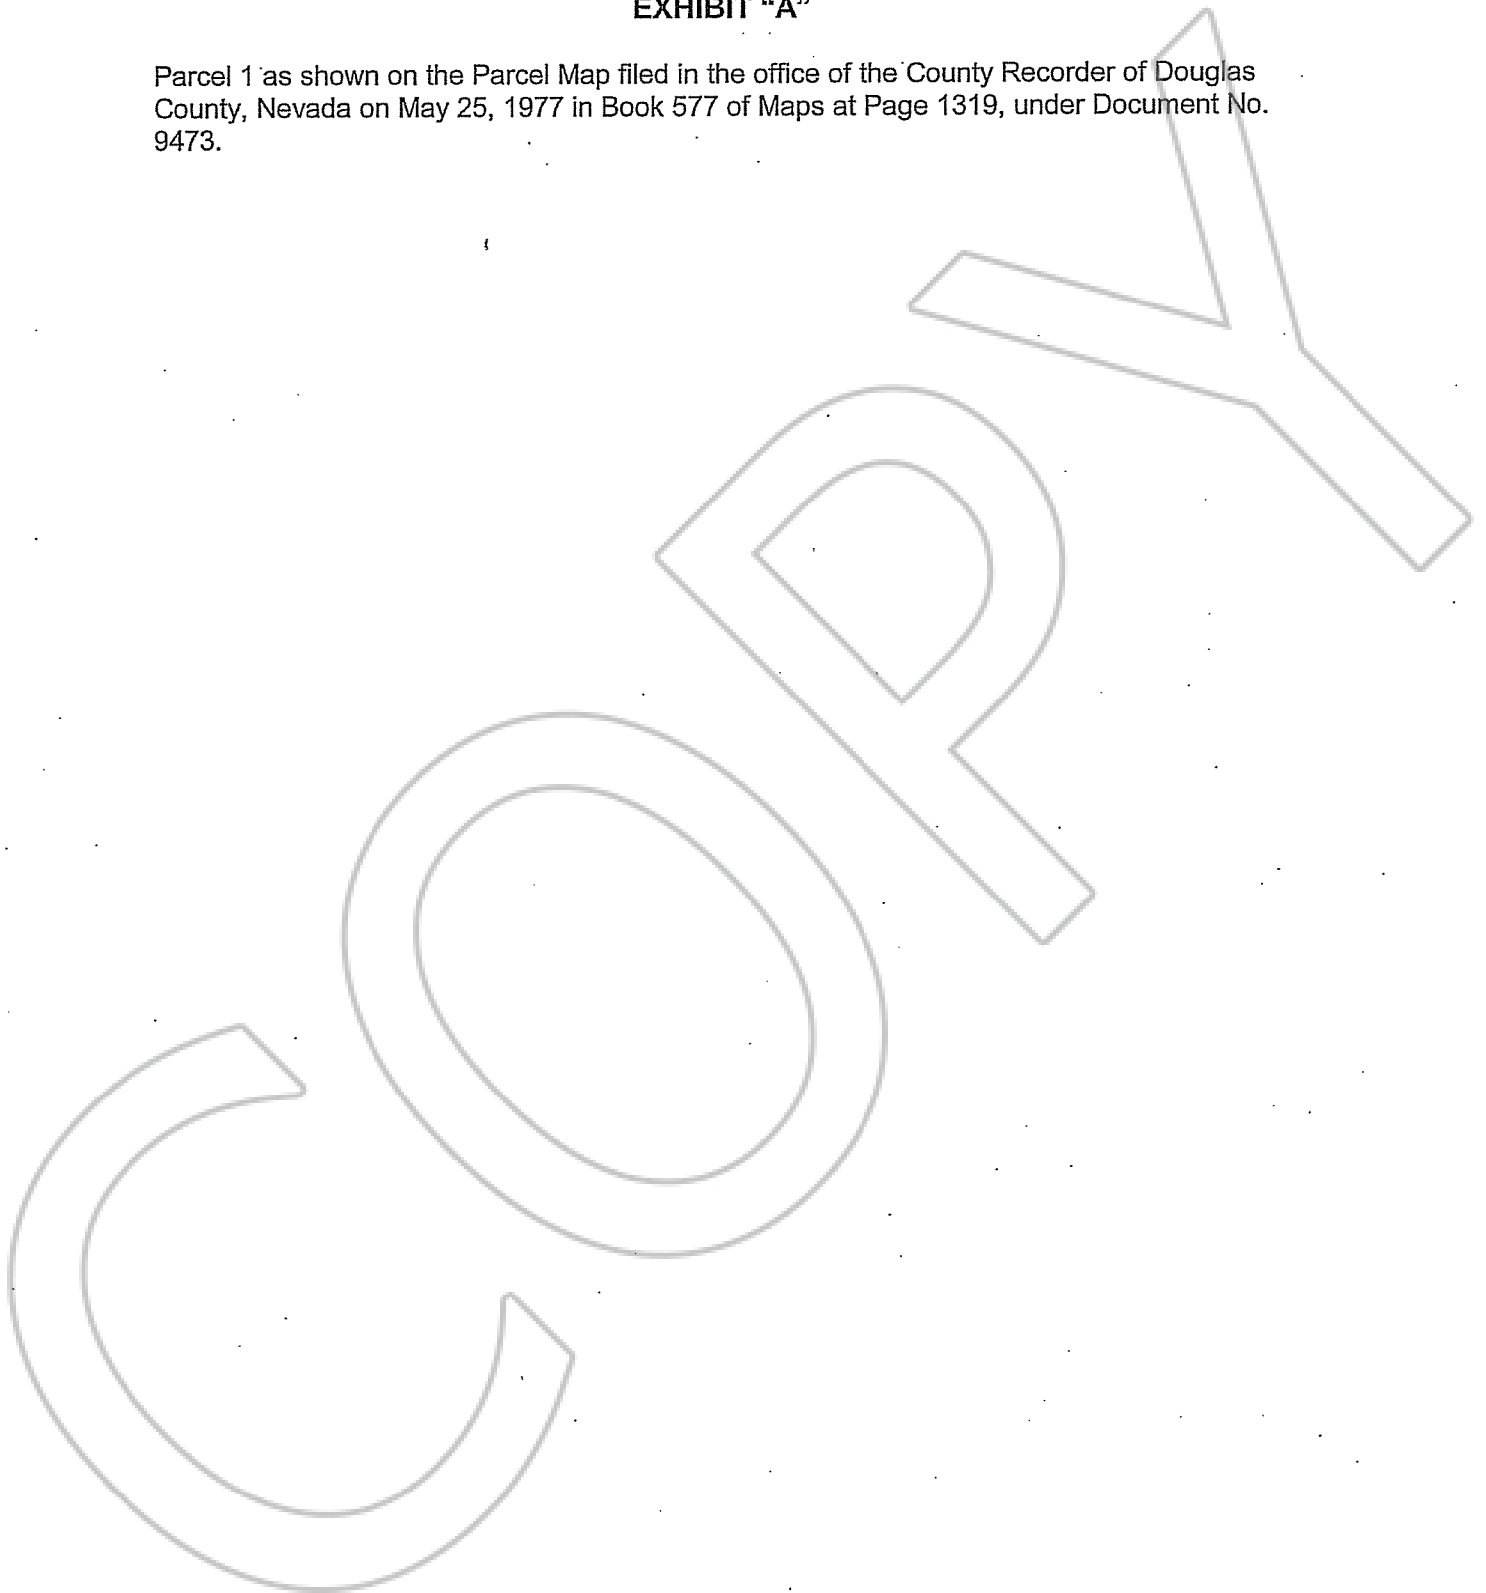 EXHIBIT “A”
Parcel 1 as shown on the Parcel Map filed in the office of the County Recorder of Douglas
County, Nevada on May 25, 1977 in Book 577 of Maps at Page 1319, under Document No.
9473.
COPY